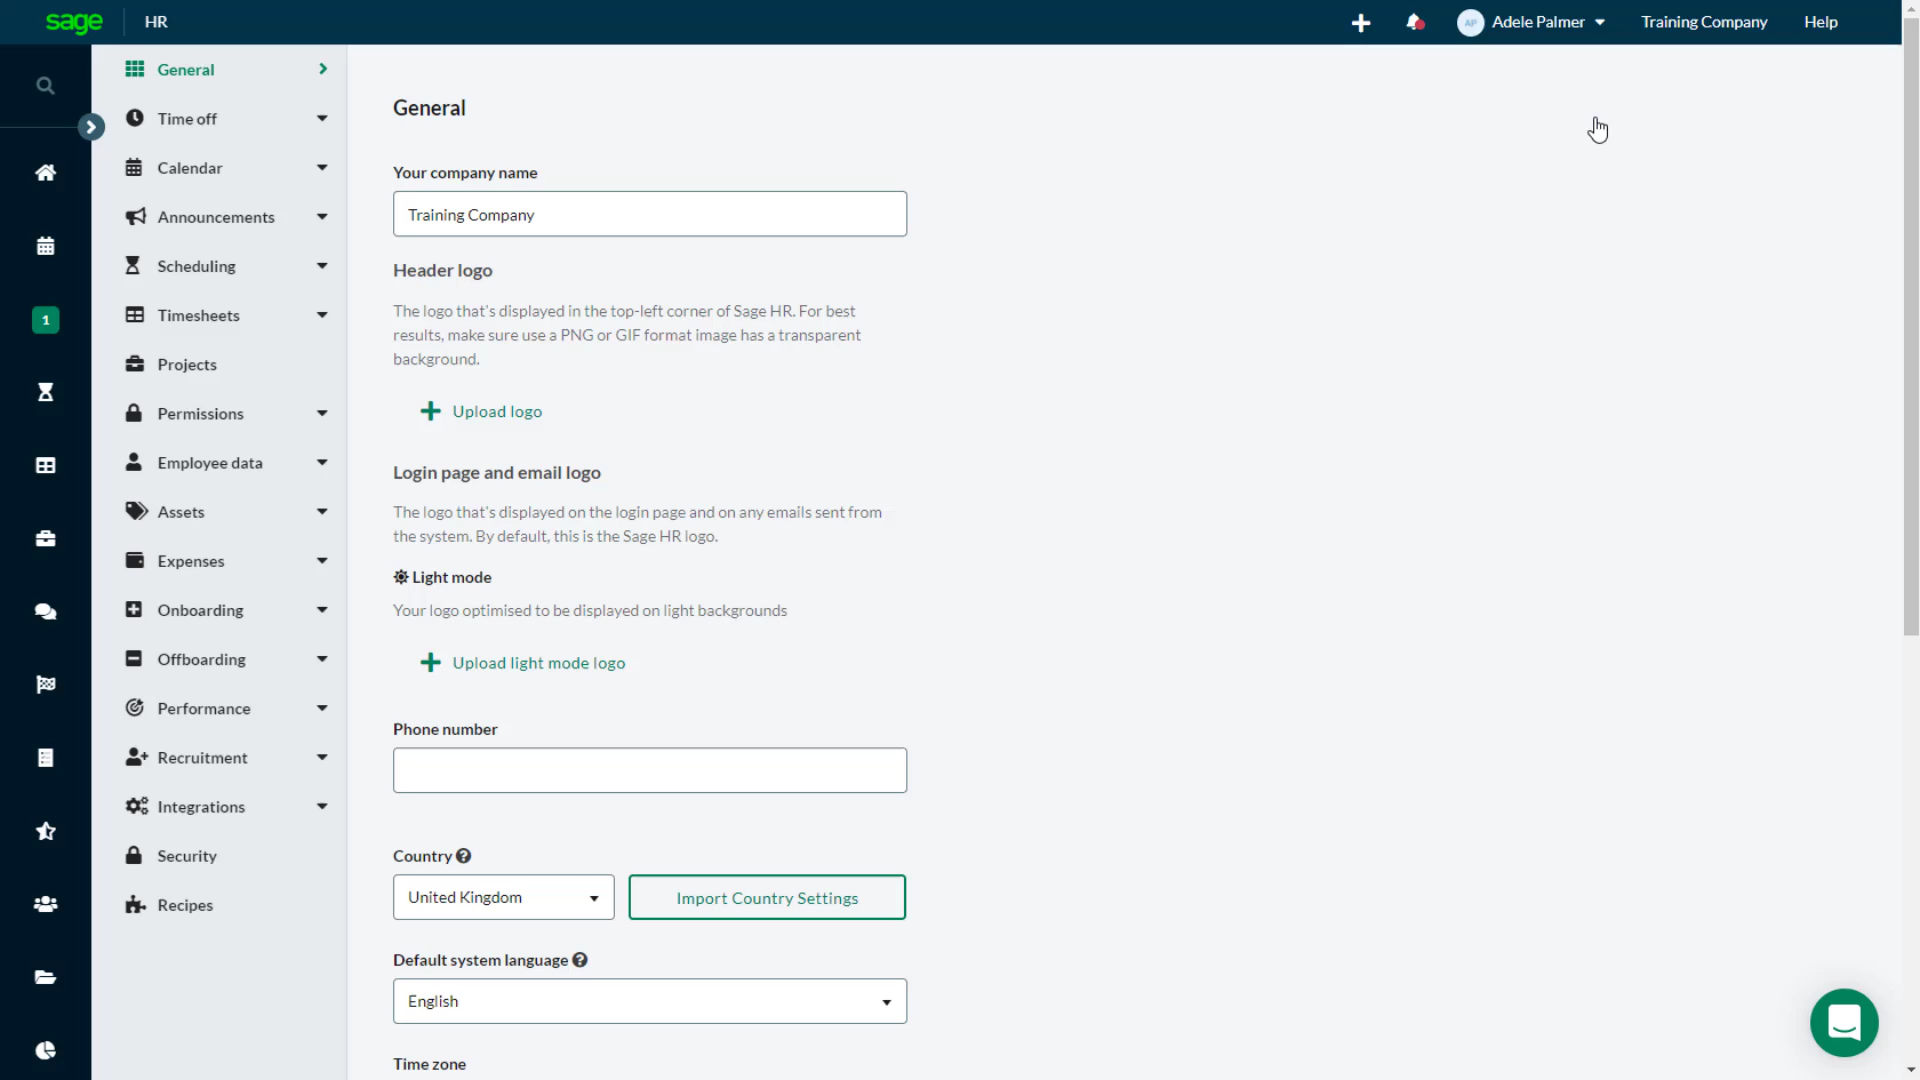 sage HR AP Adele Palmer Training Company Help
General
Time off
Calendar
Announcements
1
Scheduling
Timesheets
Projects
Permissions
Employee data
Assets
Expenses
Onboarding
Offboarding
Performance
Recruitment
Integrations
Security
Recipes
General
Your company name
Training Company
Header logo
The logo that's displayed in the top-left corner of Sage HR. For best
results, make sure use a PNG or GIF format image has a transparent
background.
Upload logo
Login page and email logo
The logo that's displayed on the login page and on any emails sent from
the system. By default, this is the Sage HR logo.
Light mode
Your logo optimised to be displayed on light backgrounds
Upload light mode logo
Phone number
Country
United Kingdom Import Country Settings
Default system language
English
Time zone